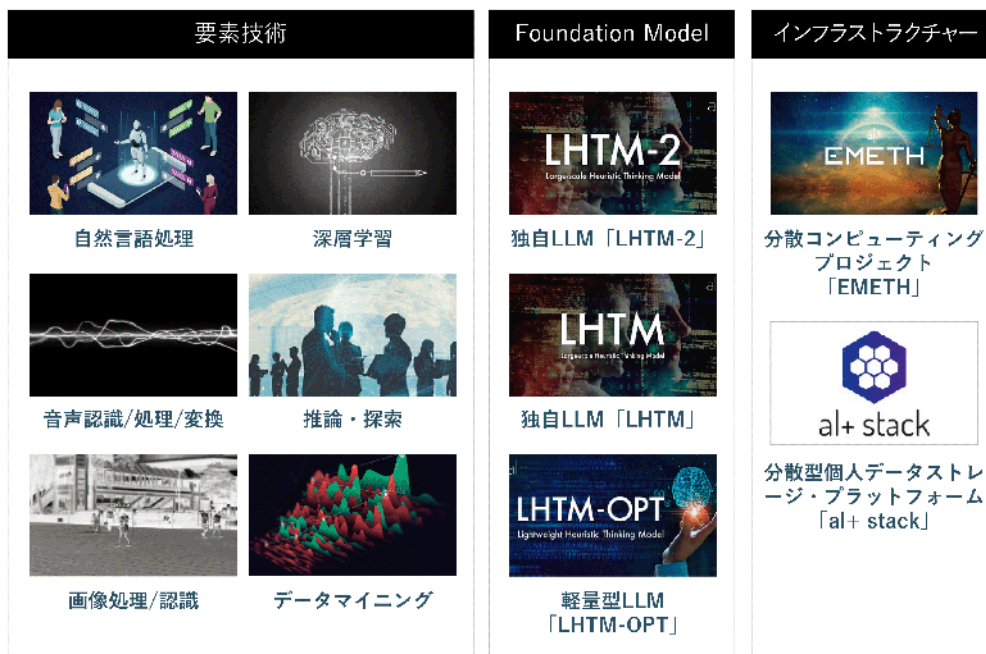 要素技術
自然言語処理
深層学習
音声認識/処理/変換
推論・探索
画像処理/認識
データマイニング
Foundation Model
LHTM-2
Large-scale Heuristic Thinking Model
独自LLM「LHTM-2」
LHTM
Large-scale Heuristic Thinking Model
独自LLM「LHTM」
LHTM-OPT
Lightweight Heuristic Thinking Model
軽量型LLM
「LHTM-OPT」
インフラストラクチャー
EMETH
分散コンピューティング
プロジェクト
「EMETH」
al+ stack
分散型個人データストレ
ージ・プラットフォーム
「al+ stack」